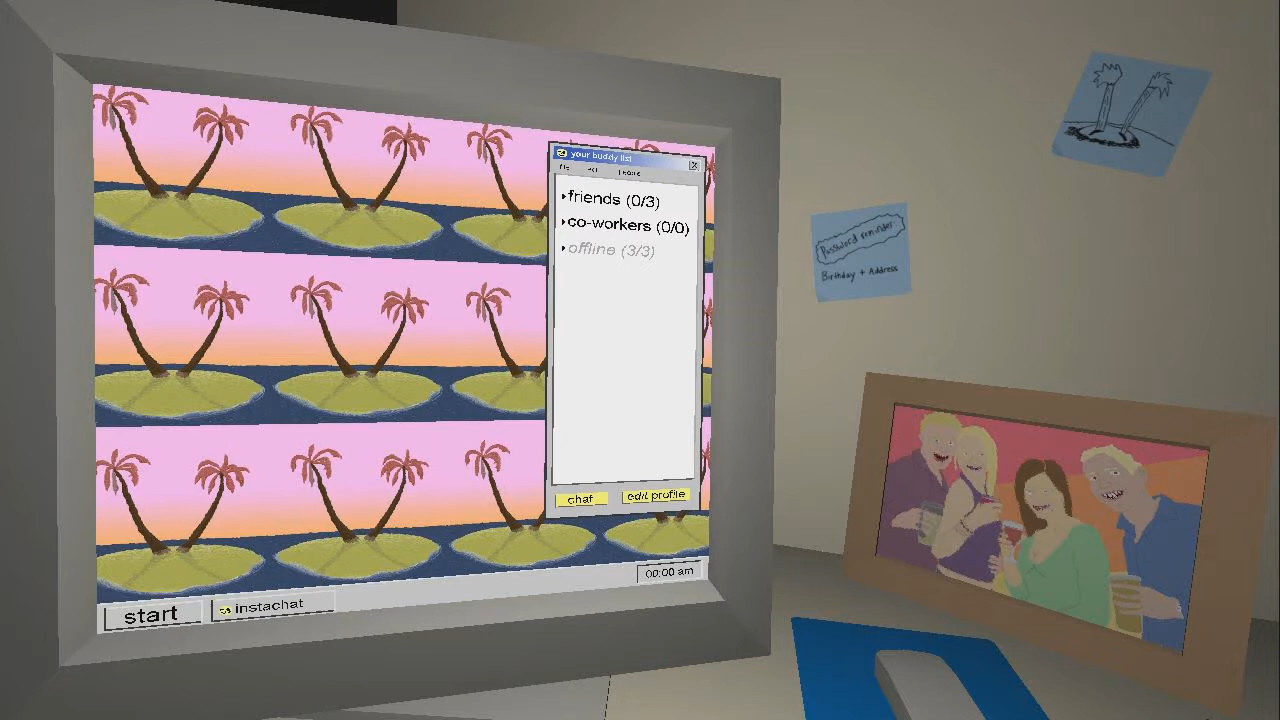 your buddy list
friends (0/3)
co-workers (0/0)
offline (3/3)
chat
edit profile
00:00 am
start
instachat
Password reminder
Birthday + Address